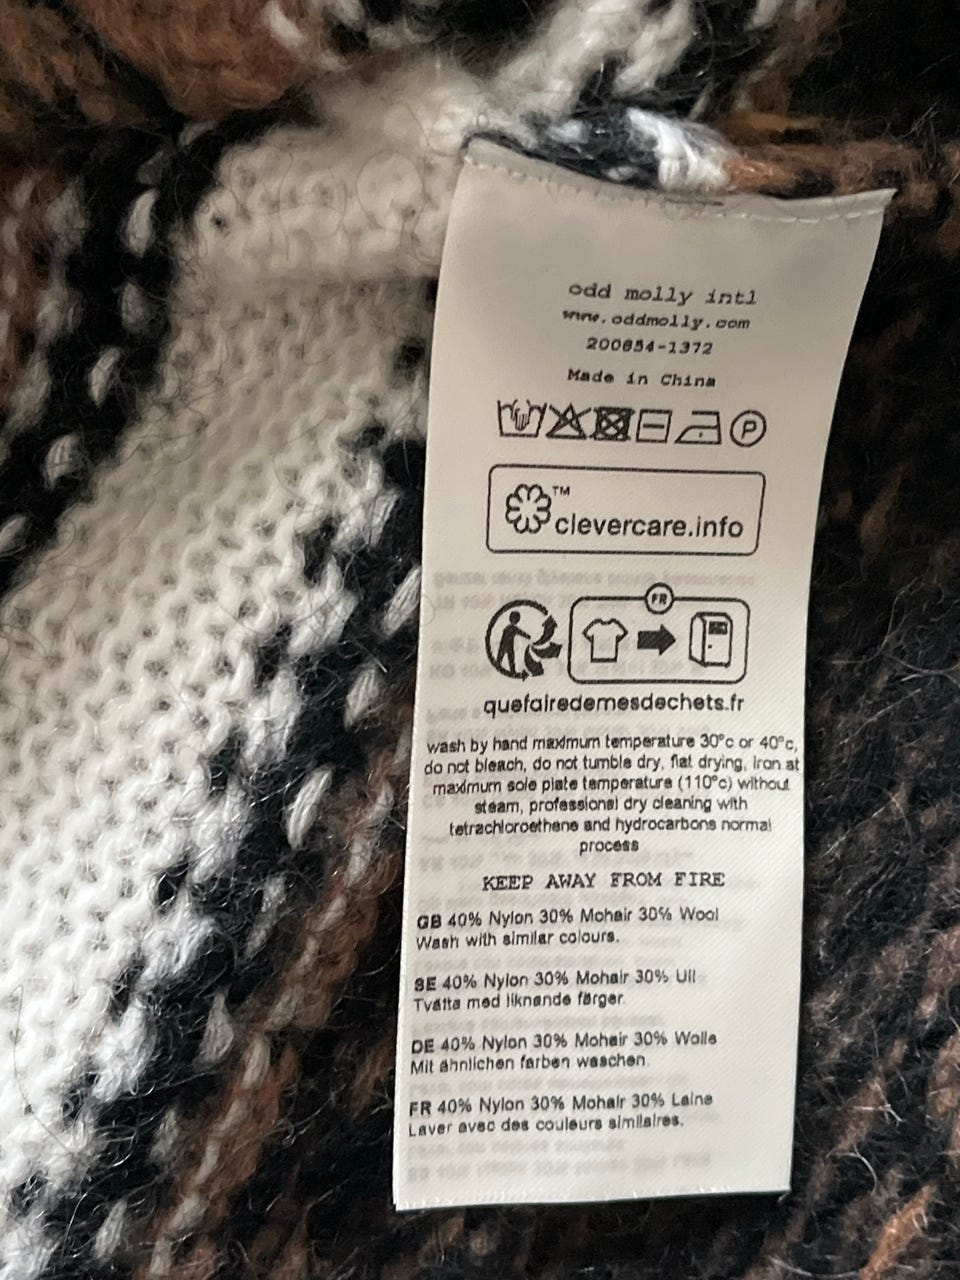 odd molly intl
www.oddmolly.com
200854-1372
Made in China
P
TM
clevercare.info
FR
quefairedemesdechets.fr
wash by hand maximum temperature 30°c or 40°c,
do not bleach, do not tumble dry, flat drying, iron at
maximum sole plate temperature (110°c) without
steam, professional dry cleaning with
tetrachloroethene and hydrocarbons normal
process
KEEP AWAY FROM FIRE
GB 40% Nylon 30% Mohair 30% Wool
Wash with similar colours.
SE 40% Nylon 30% Mohair 30% Ull
Tvätta med liknande färger.
DE 40% Nylon 30% Mohair 30% Wolle
Mit ähnlichen farben waschen.
FR 40% Nylon 30% Mohair 30% Laine
Laver avec des couleurs similaires.